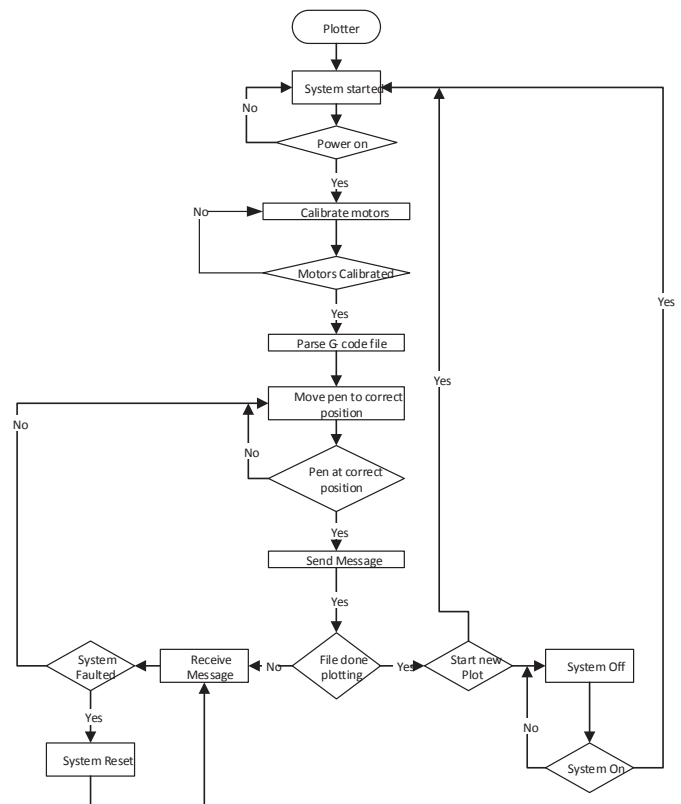 Plotter
System started
No
Power on
Yes
No
Calibrate motors
Motors Calibrated
Yes
Yes
Parse G- code file
Yes
Move pen to correct
position
No
No
Pen at correct
position
Yes
Send Message
Yes
System
Faulted
Receive
Message
No
File done
plotting
Yes
Start new
Plot
System Off
Yes
No
System Reset
System On